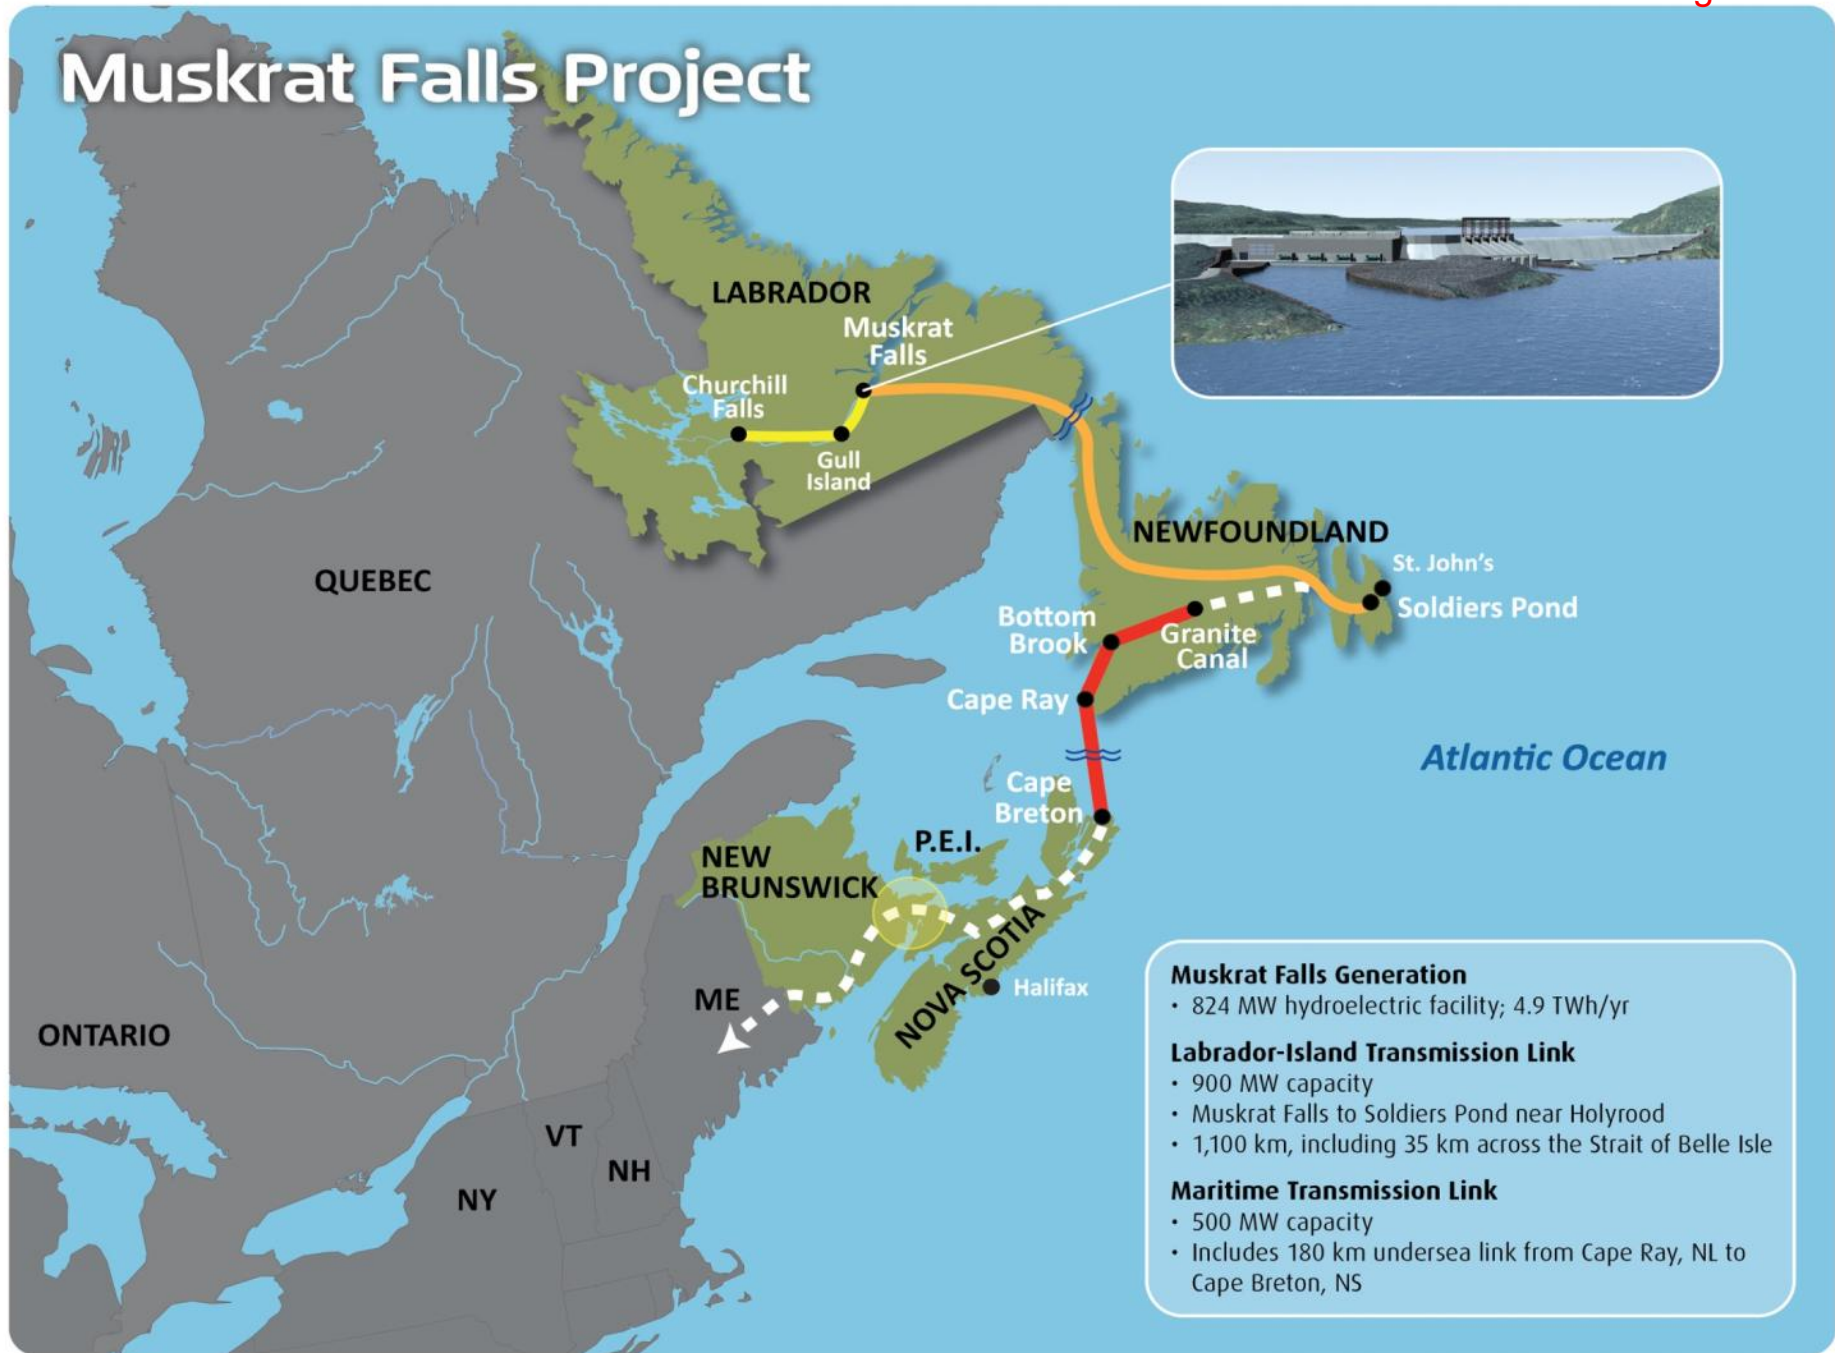 Muskrat Falls Project
LABRADOR
Muskrat
Falls
Churchill
Falls
Gull
Island
NEWFOUNDLAND
St. John's
Soldiers Pond
QUEBEC
Bottom
Brook
Granite
Canal
Cape Ray
Atlantic Ocean
Cape
Breton
P.E.I.
NEW
BRUNSWICK
NOVA SCOTIA
Halifax
ME
ONTARIO
VT
NH
NY
Muskrat Falls Generation
• 824 MW hydroelectric facility; 4.9 TWh/yr
Labrador-Island Transmission Link
• 900 MW capacity
• Muskrat Falls to Soldiers Pond near Holyrood
• 1,100 km, including 35 km across the Strait of Belle Isle
Maritime Transmission Link
• 500 MW capacity
• Includes 180 km undersea link from Cape Ray, NL to
Cape Breton, NS